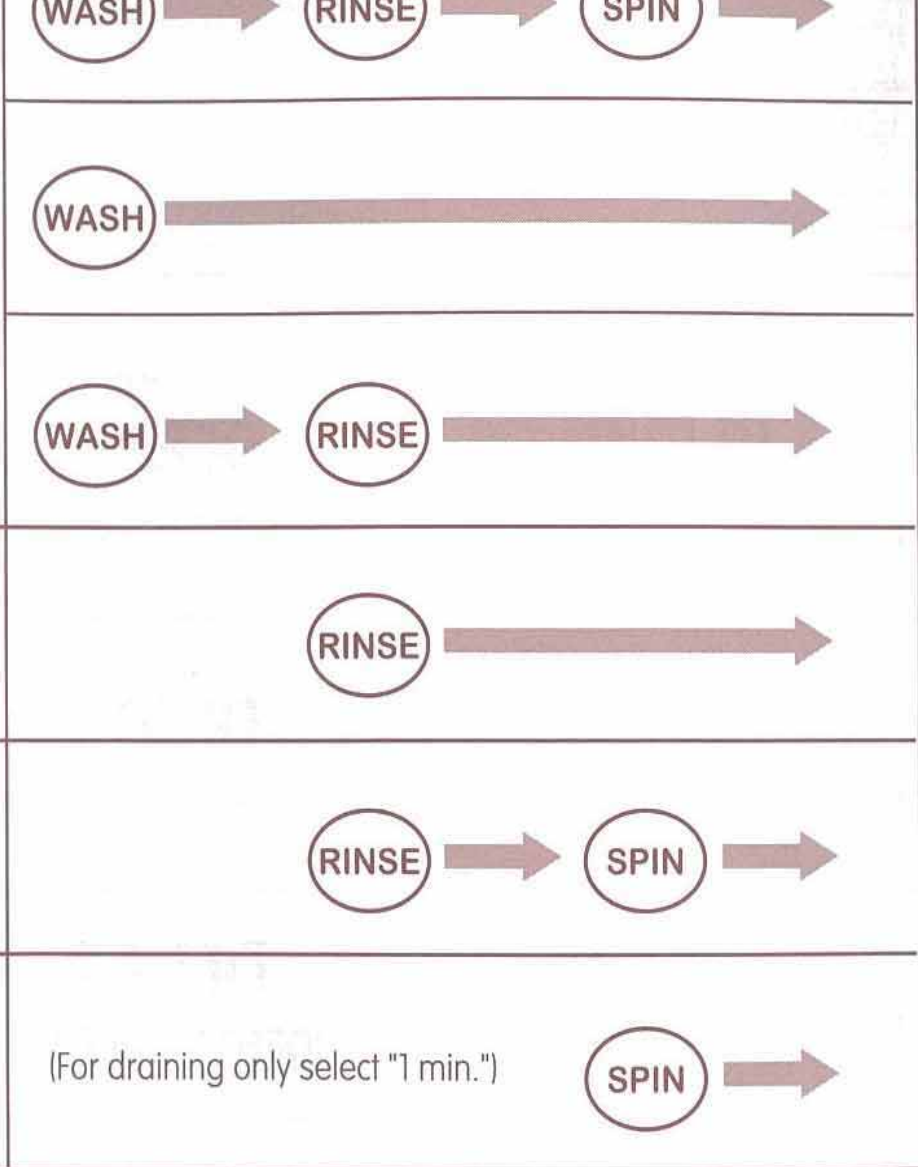 WASH RINSE SPIN
WASH
WASH RINSE
RINSE
RINSE SPIN
(For draining only select "1 min.") SPIN